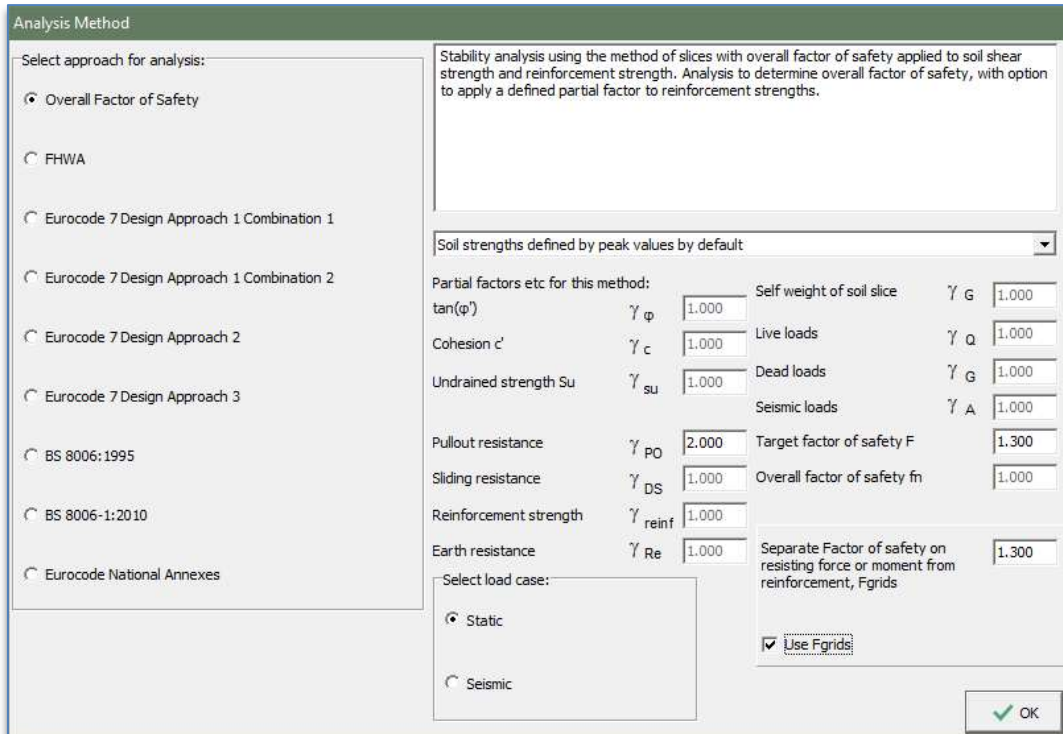 Analysis Method
Select approach for analysis:
Overall Factor of Safety
FHWA
Eurocode 7 Design Approach 1 Combination 1
Eurocode 7 Design Approach 1 Combination 2
Eurocode 7 Design Approach 2
Eurocode 7 Design Approach 3
BS 8006:1995
BS 8006-1:2010
Eurocode National Annexes
Stability analysis using the method of slices with overall factor of safety applied to soil shear
strength and reinforcement strength. Analysis to determine overall factor of safety, with option
to apply a defined partial factor to reinforcement strengths.
Soil strengths defined by peak values by default
Partial factors etc for this method:
tan(φ') γ φ 1.000
Cohesion c' γ c 1.000
Undrained strength Su γ su 1.000
Pullout resistance γ PO 2.000
Sliding resistance γ DS 1.000
Reinforcement strength γ reinf 1.000
Earth resistance γ Re 1.000
Self weight of soil slice γ G 1.000
Live loads γ Q 1.000
Dead loads γ G 1.000
Seismic loads γ A 1.000
Target factor of safety F 1.300
Overall factor of safety fn 1.000
Select load case:
Static
Seismic
Separate Factor of safety on 1.300
resisting force or moment from
reinforcement, Fgrids
Use Fgrids
OK